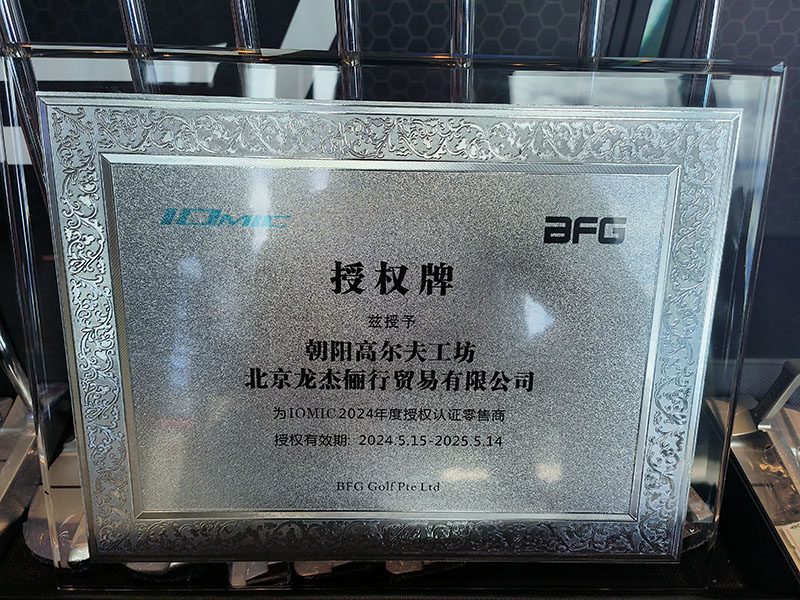 IOMIC
BFG
授权牌
兹授予
朝阳高尔夫工坊
北京龙杰俪行贸易有限公司
为IOMIC2024年度授权认证零售商
授权有效期: 2024.5.15-2025.5.14
BFG Golf Pte Ltd